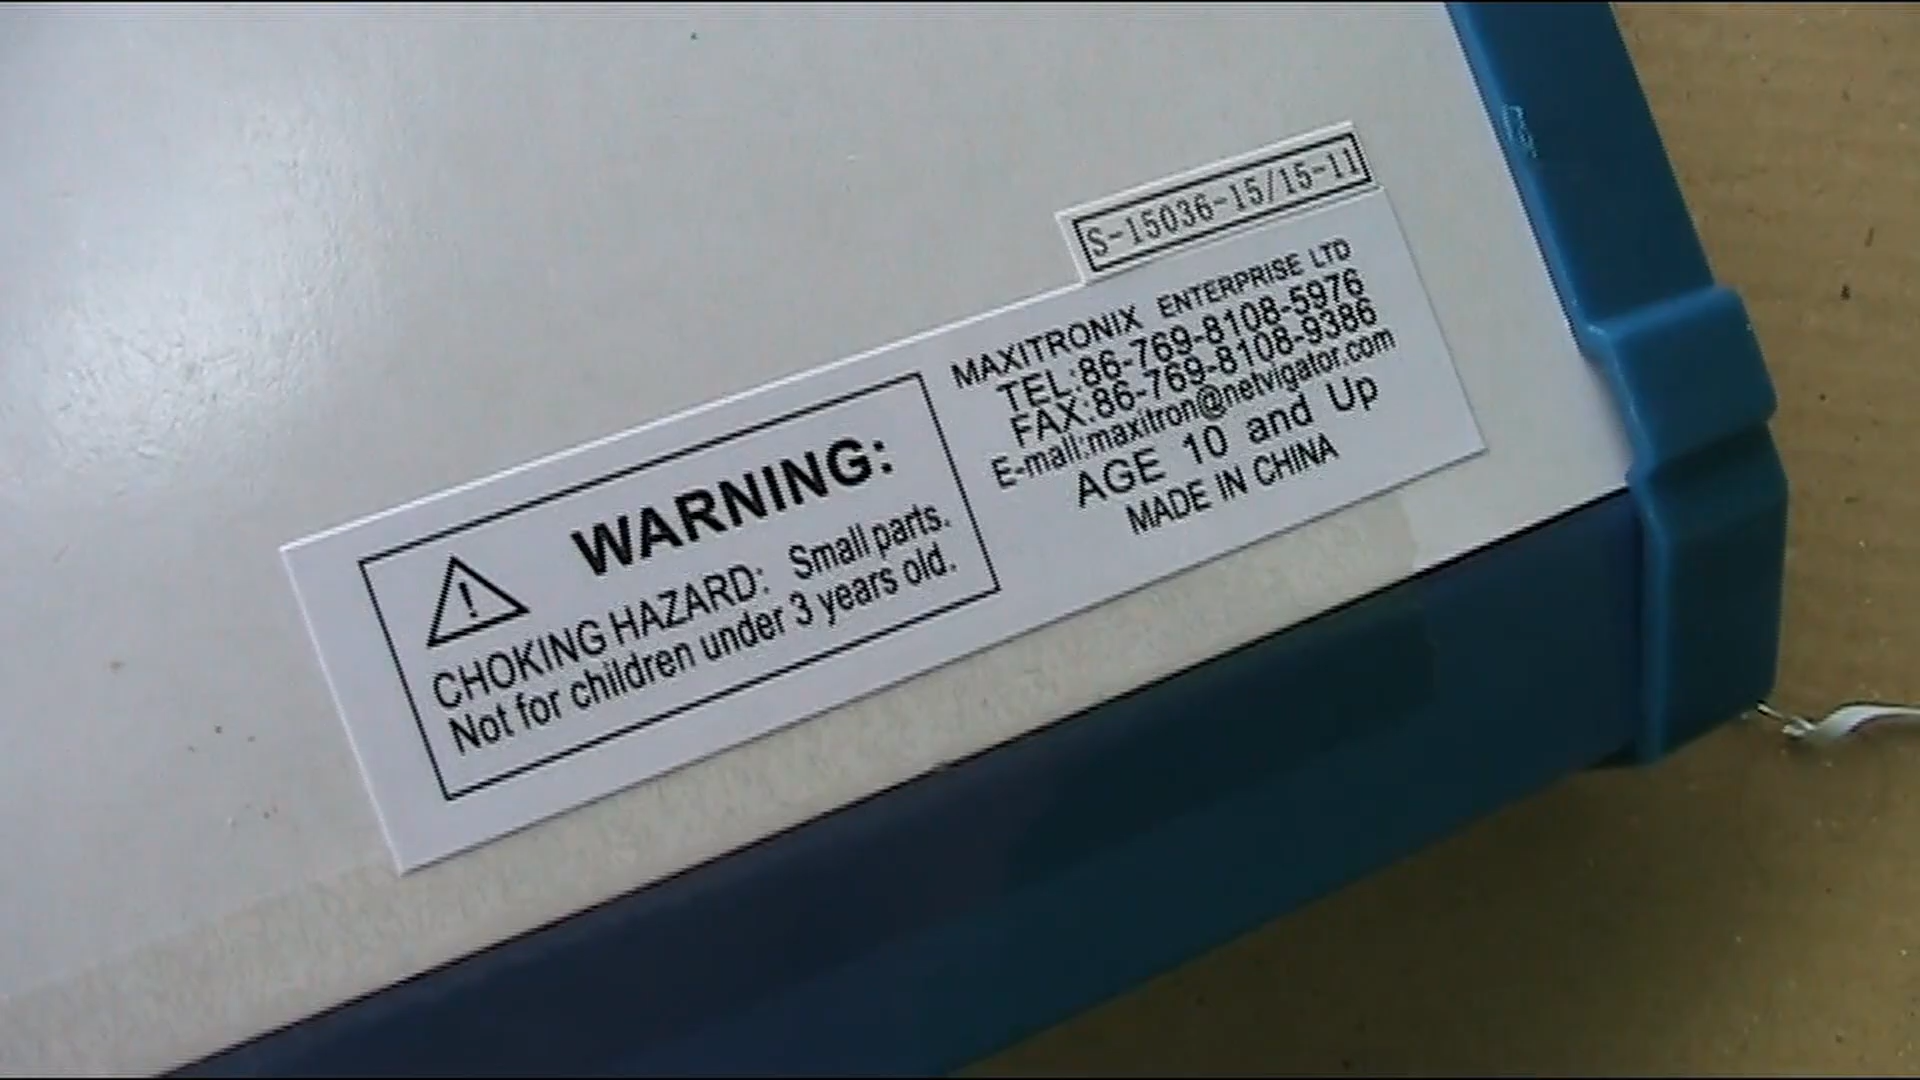 S-15036-15/15-11
MAXITRONIX ENTERPRISE LTD
TEL:86-769-8108-5976
FAX:86-769-8108-9386
E-mail:maxitron@netvigator.com
AGE 10 and Up
MADE IN CHINA
WARNING:
CHOKING HAZARD: Small parts.
Not for children under 3 years old.